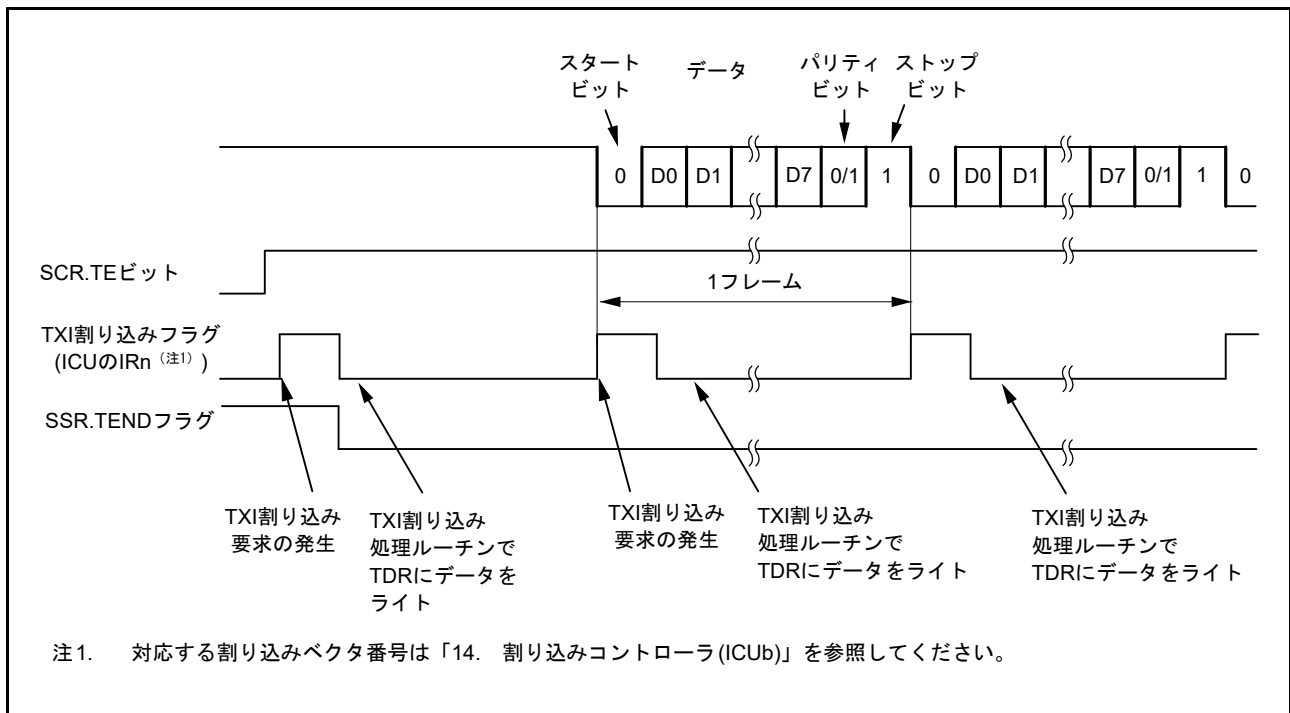 スタート
ビット
データ
パリティ
ビット
ストップ
ビット
0 D0 D1 D7 0/1 1 0 D0 D1 D7 0/1 1 0
SCR.TEビット
1フレーム
TXI割り込みフラグ
(ICUのIRn（注1）)
SSR.TENDフラグ
TXI割り込み
要求の発生
TXI割り込み
処理ルーチンで
TDRにデータを
ライト
TXI割り込み
要求の発生
TXI割り込み
処理ルーチンで
TDRにデータをライト
TXI割り込み
処理ルーチンで
TDRにデータをライト
注1. 対応する割り込みベクタ番号は「14. 割り込みコントローラ(ICUb)」を参照してください。